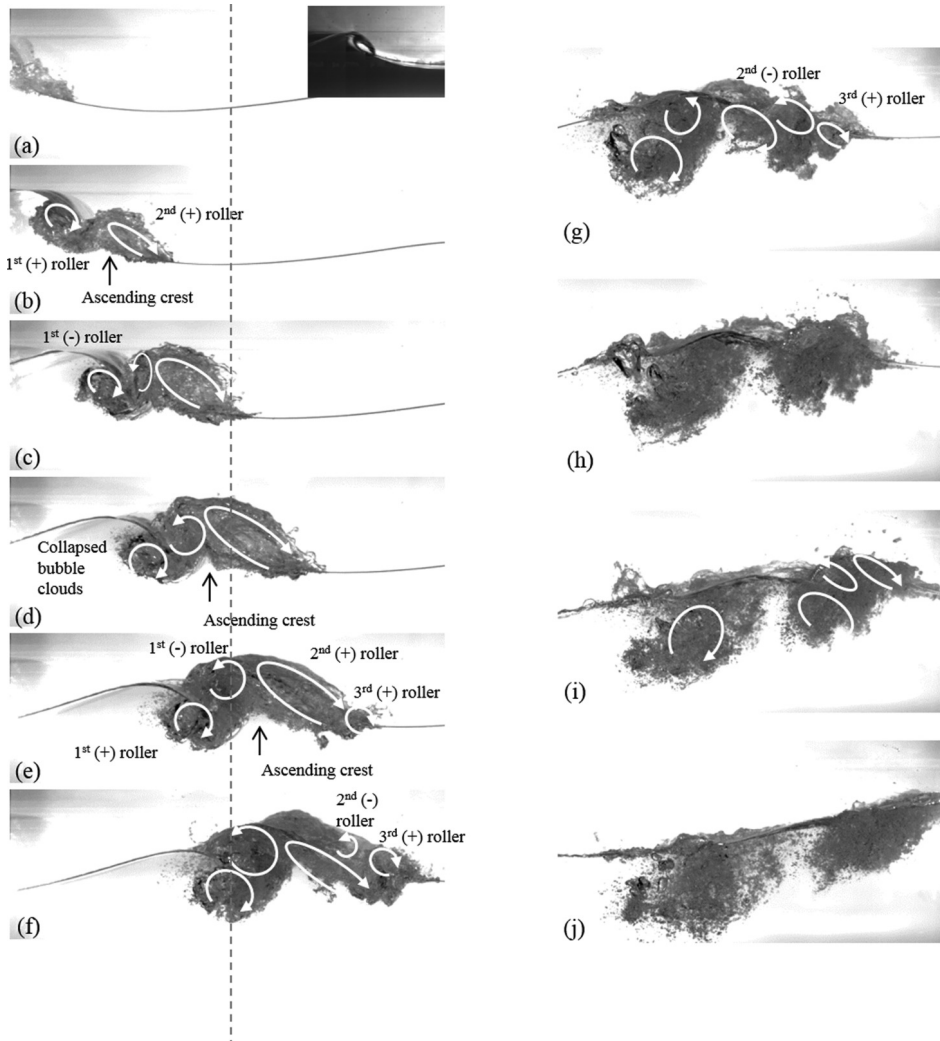 (a)
2nd (+) roller
1st (+) roller
Ascending crest
(b)
1st (-) roller
(c)
Collapsed
bubble
clouds
Ascending crest
(d)
1st (-) roller
2nd (+) roller
3rd (+) roller
1st (+) roller
Ascending crest
(e)
2nd (-)
roller
3rd (+) roller
(f)
2nd (-) roller
3rd (+) roller
(g)
(h)
(i)
(j)